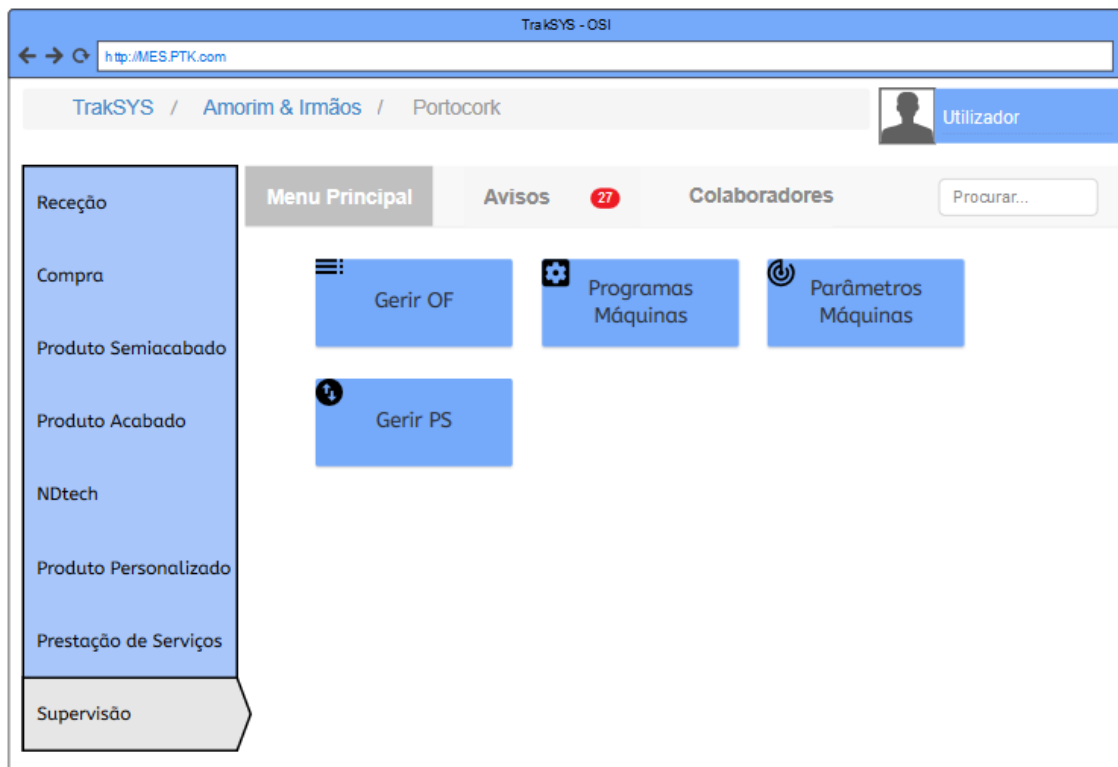 TrakSYS - OSI
http://MES.PTK.com
TrakSYS / Amorim & Irmãos / Portocork
Utilizador
Menu Principal Avisos 27 Colaboradores Procurar...
Receção
Compra
Produto Semiacabado
Produto Acabado
NDtech
Produto Personalizado
Prestação de Serviços
Supervisão
Gerir OF
Programas
Máquinas
Parâmetros
Máquinas
Gerir PS